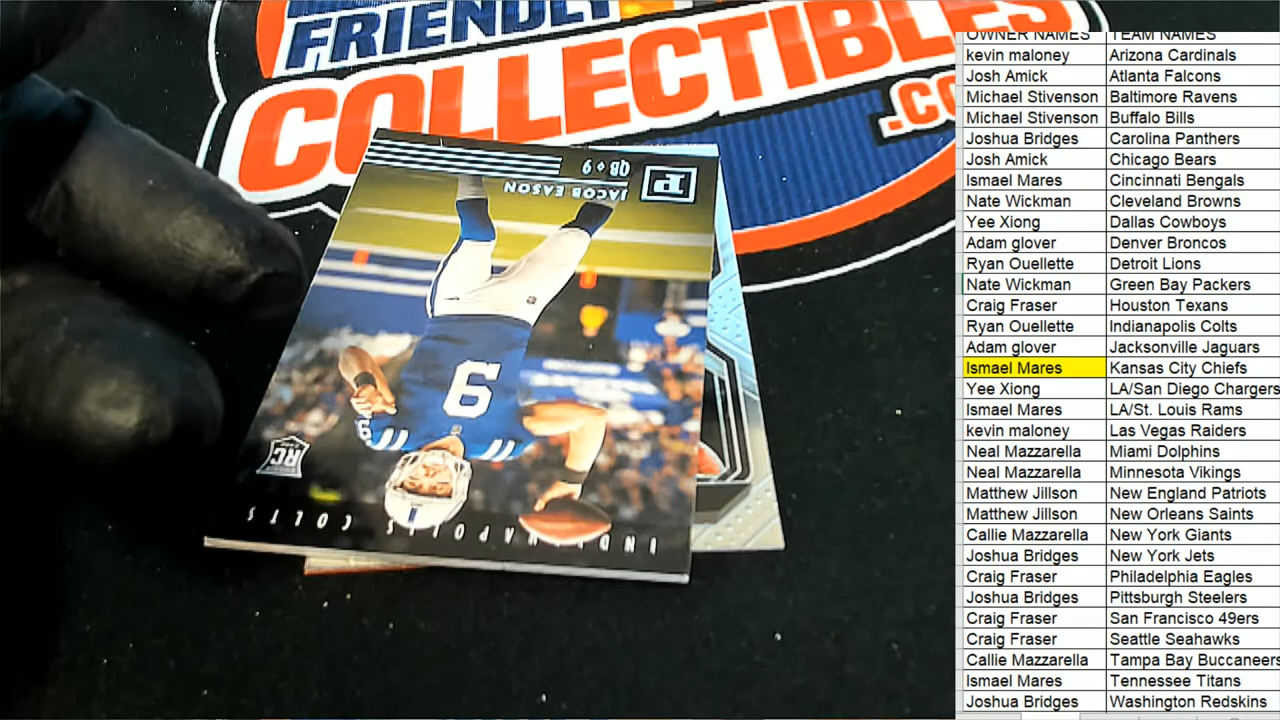 FRIENDLY
COLLECTIBLES
.CO
QB 9
JACOB EASON
P
9
RC
INDIANAPOLIS COLTS
OWNER NAMES TEAM NAMES
kevin maloney Arizona Cardinals
Josh Amick Atlanta Falcons
Michael Stivenson Baltimore Ravens
Michael Stivenson Buffalo Bills
Joshua Bridges Carolina Panthers
Josh Amick Chicago Bears
Ismael Mares Cincinnati Bengals
Nate Wickman Cleveland Browns
Yee Xiong Dallas Cowboys
Adam glover Denver Broncos
Ryan Ouellette Detroit Lions
Nate Wickman Green Bay Packers
Craig Fraser Houston Texans
Ryan Ouellette Indianapolis Colts
Adam glover Jacksonville Jaguars
Ismael Mares Kansas City Chiefs
Yee Xiong LA/San Diego Chargers
Ismael Mares LA/St. Louis Rams
kevin maloney Las Vegas Raiders
Neal Mazzarella Miami Dolphins
Neal Mazzarella Minnesota Vikings
Matthew Jillson New England Patriots
Matthew Jillson New Orleans Saints
Callie Mazzarella New York Giants
Joshua Bridges New York Jets
Craig Fraser Philadelphia Eagles
Joshua Bridges Pittsburgh Steelers
Craig Fraser San Francisco 49ers
Craig Fraser Seattle Seahawks
Callie Mazzarella Tampa Bay Buccaneers
Ismael Mares Tennessee Titans
Joshua Bridges Washington Redskins